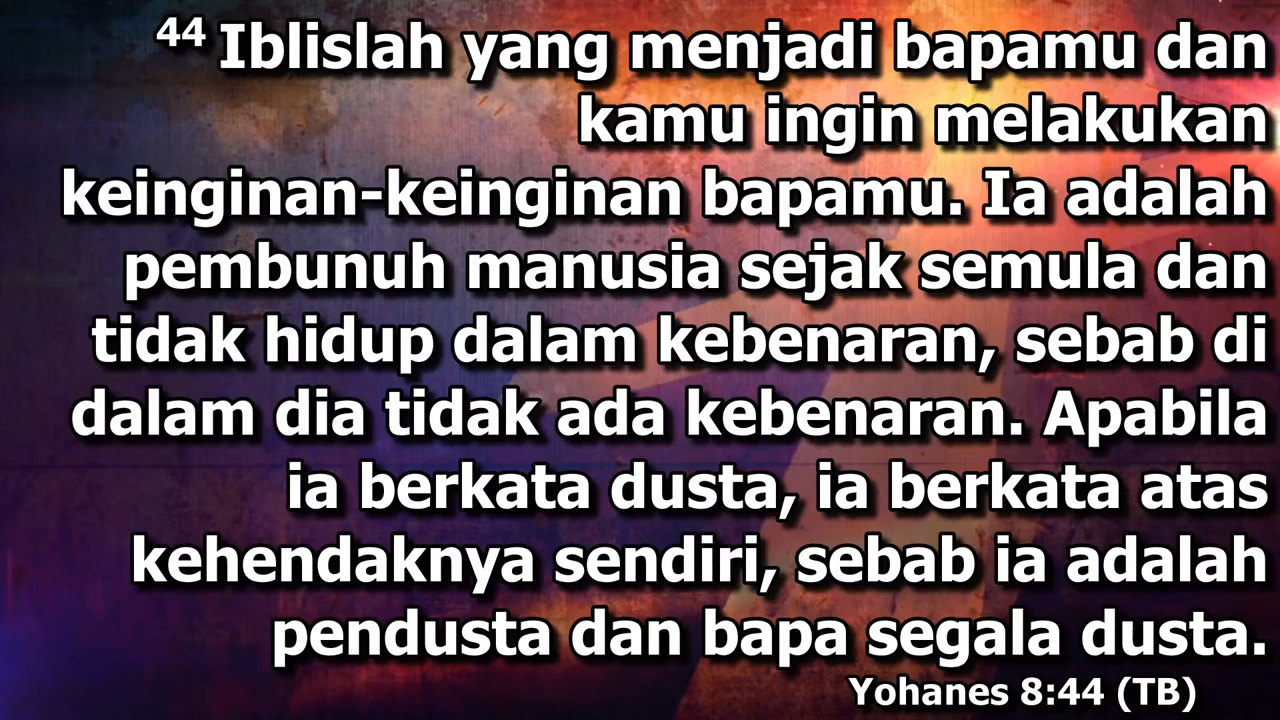 44 Iblislah yang menjadi bapamu dan
kamu ingin melakukan
keinginan-keinginan bapamu. Ia adalah
pembunuh manusia sejak semula dan
tidak hidup dalam kebenaran, sebab di
dalam dia tidak ada kebenaran. Apabila
ia berkata dusta, ia berkata atas
kehendaknya sendiri, sebab ia adalah
pendusta dan bapa segala dusta.
Yohanes 8:44 (TB)